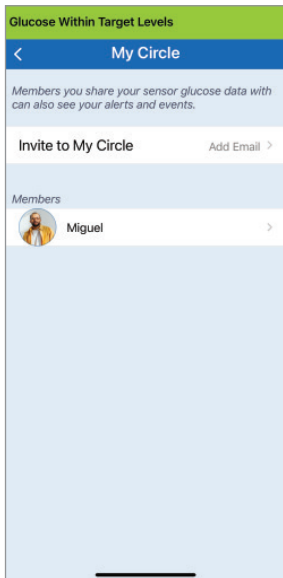 Glucose Within Target Levels
My Circle
Members you share your sensor glucose data with
can also see your alerts and events.
Invite to My Circle Add Email
Members
Miguel